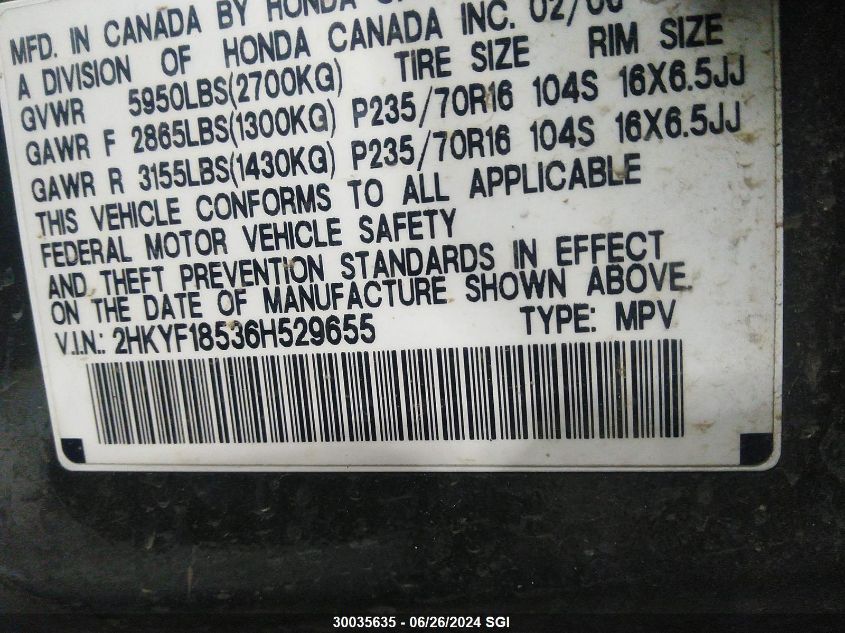 MFD. IN CANADA BY HONDA
A DIVISION OF HONDA CANADA INC. 02/06
TIRE SIZE RIM SIZE
GVWR 5950LBS(2700KG)
GAWR F 2865LBS(1300KG) P235/70R16 104S 16X6.5JJ
GAWR R 3155LBS(1430KG) P235/70R16 104S 16X6.5JJ
THIS VEHICLE CONFORMS TO ALL APPLICABLE
FEDERAL MOTOR VEHICLE SAFETY
AND THEFT PREVENTION STANDARDS IN EFFECT
ON THE DATE OF MANUFACTURE SHOWN ABOVE.
V.I.N.: 2HKYF18536H529655 TYPE: MPV
30035635 - 06/26/2024 SGI